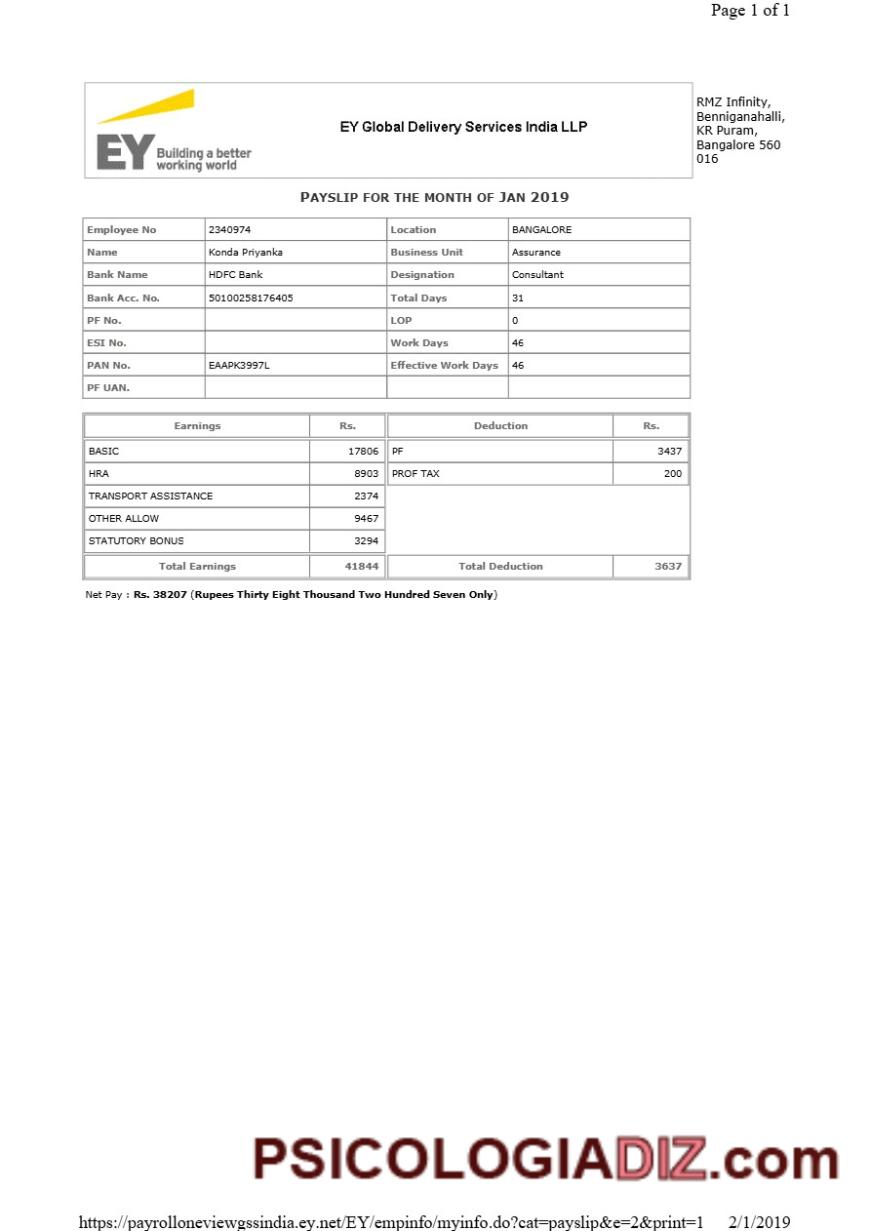 Page 1 of 1
EY Building a better
working world
EY Global Delivery Services India LLP
RMZ Infinity,
Benniganahalli,
KR Puram,
Bangalore 560
016
PAYSLIP FOR THE MONTH OF JAN 2019
Employee No 2340974 Location BANGALORE
Name Konda Priyanka Business Unit Assurance
Bank Name HDFC Bank Designation Consultant
Bank Acc. No. 50100258176405 Total Days 31
PF No. LOP 0
ESI No. Work Days 46
PAN No. EAAPK3997L Effective Work Days 46
PF UAN.
Earnings Rs. Deduction Rs.
BASIC 17806 PF 3437
HRA 8903 PROF TAX 200
TRANSPORT ASSISTANCE 2374
OTHER ALLOW 9467
STATUTORY BONUS 3294
Total Earnings 41844 Total Deduction 3637
Net Pay : Rs. 38207 (Rupees Thirty Eight Thousand Two Hundred Seven Only)
PSICOLOGIADIZ.com
https://payrolloneviewgssindia.ey.net/EY/empinfo/myinfo.do?cat=payslip&e=2&print=1 2/1/2019